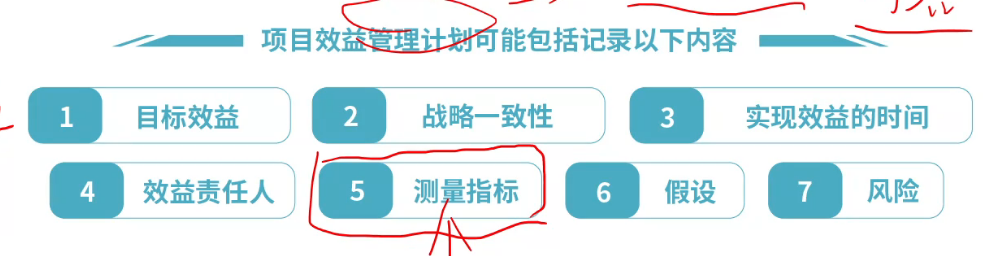 项目效益管理计划可能包括记录以下内容
1 目标效益 2 战略一致性 3 实现效益的时间
4 效益责任人 5 测量指标 6 假设 7 风险